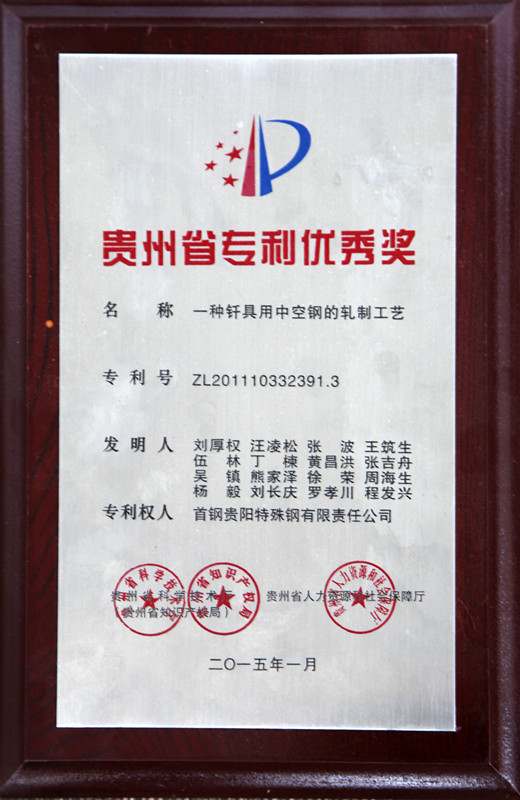 贵州省专利优秀奖
名 称 一种钎具用中空钢的轧制工艺
专 利 号 ZL201110332391.3
发 明 人 刘厚权 汪凌松 张 波 王筑生
伍 林 丁 楝 黄昌洪 张吉舟
吴 镇 熊家泽 徐 荣 周海生
杨 毅 刘长庆 罗孝川 程发兴
专利权人 首钢贵阳特殊钢有限责任公司
贵州省科学技术厅 贵州省人力资源和社会保障厅
(贵州省知识产权局)
二〇一五年一月